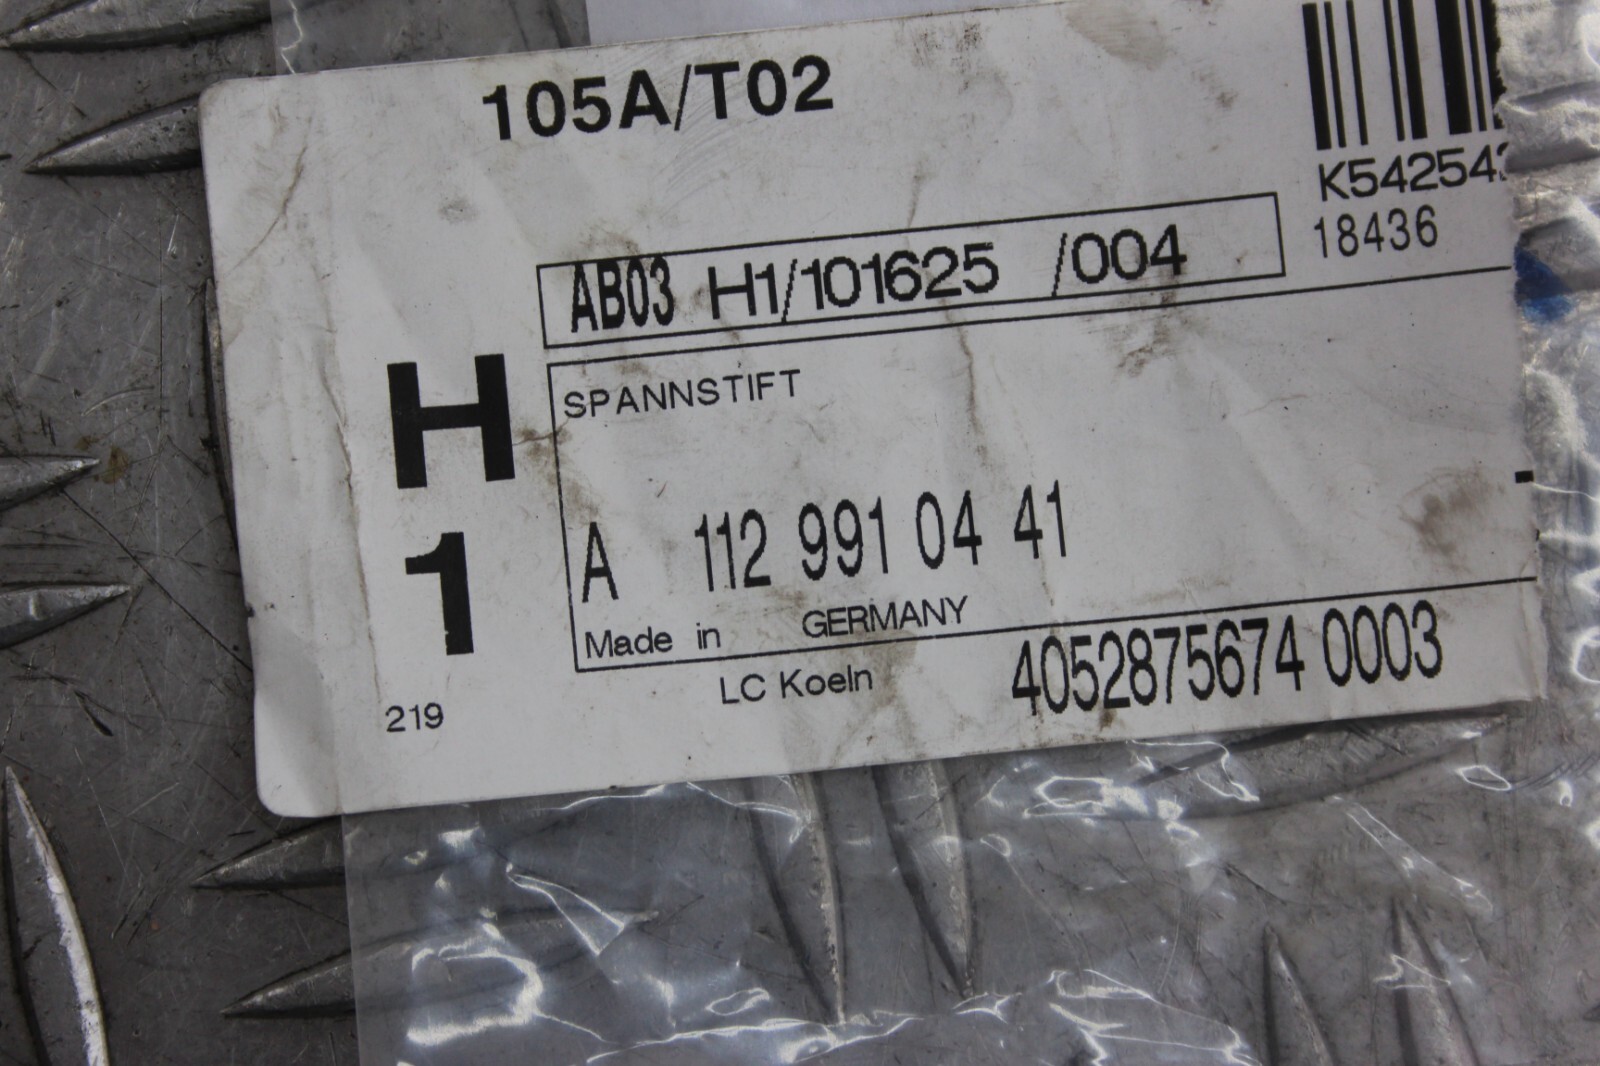 105A/T02
K54254
18436
AB03 H1/101625 /004
H
1
SPANNSTIFT
A 112 991 04 41
Made in GERMANY
LC Koeln
4052875674 0003
219